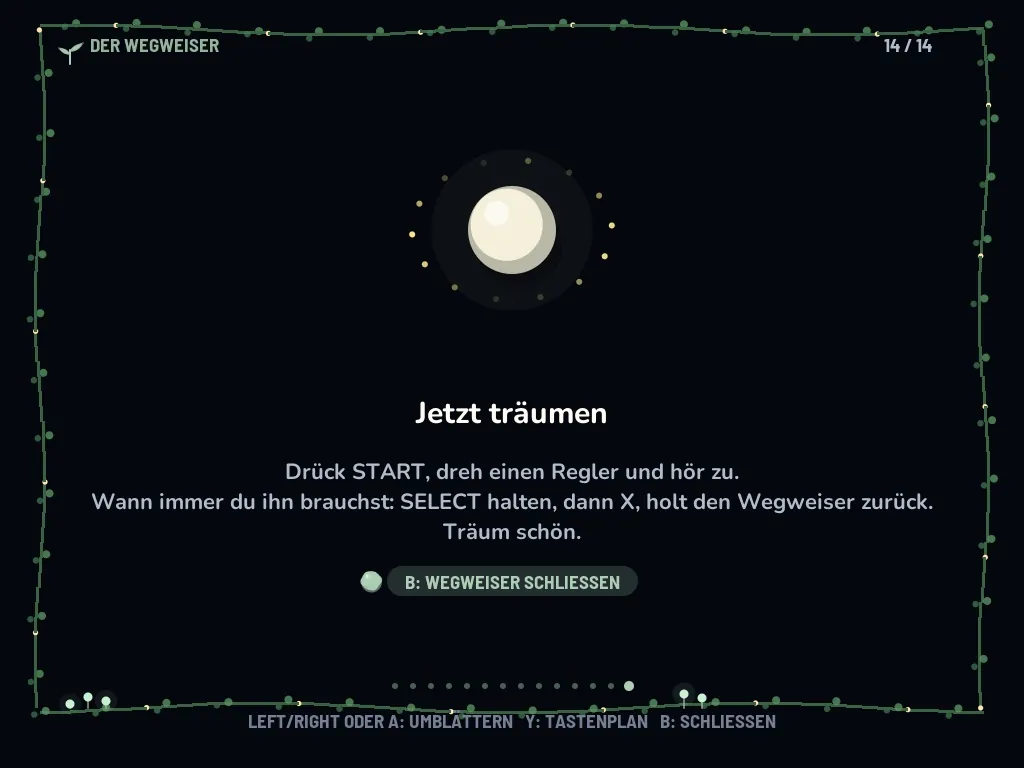 DER WEGWEISER
14 / 14
Jetzt träumen
Drück START, dreh einen Regler und hör zu.
Wann immer du ihn brauchst: SELECT halten, dann X, holt den Wegweiser zurück.
Träum schön.
B: WEGWEISER SCHLIESSEN
LEFT/RIGHT ODER A: UMBLÄTTERN   Y: TASTENPLAN   B: SCHLIESSEN